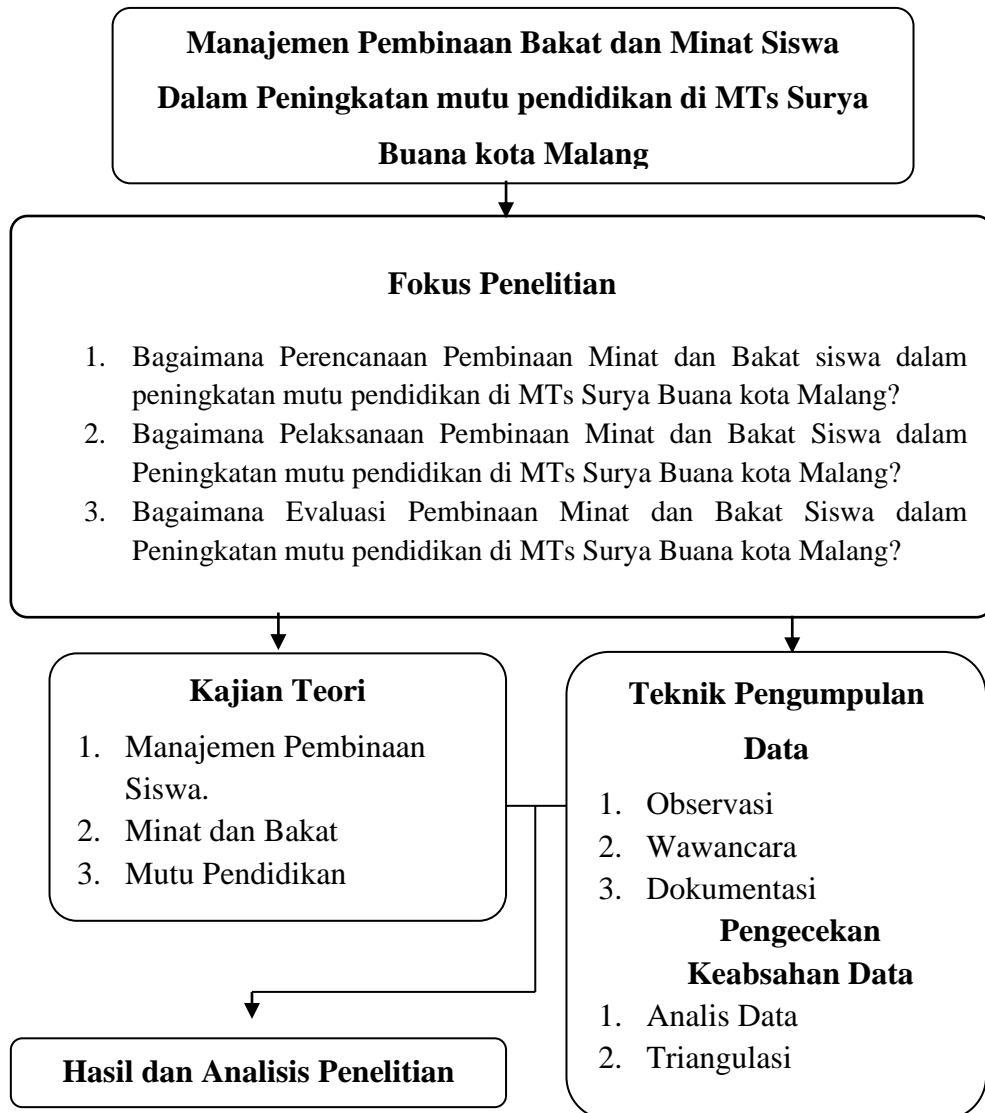 Manajemen Pembinaan Bakat dan Minat Siswa
Dalam Peningkatan mutu pendidikan di MTs Surya
Buana kota Malang
Fokus Penelitian
1. Bagaimana Perencanaan Pembinaan Minat dan Bakat siswa dalam
peningkatan mutu pendidikan di MTs Surya Buana kota Malang?
2. Bagaimana Pelaksanaan Pembinaan Minat dan Bakat Siswa dalam
Peningkatan mutu pendidikan di MTs Surya Buana kota Malang?
3. Bagaimana Evaluasi Pembinaan Minat dan Bakat Siswa dalam
Peningkatan mutu pendidikan di MTs Surya Buana kota Malang?
Kajian Teori
1. Manajemen Pembinaan
Siswa.
2. Minat dan Bakat
3. Mutu Pendidikan
Teknik Pengumpulan
Data
1. Observasi
2. Wawancara
3. Dokumentasi
Pengecekan
Keabsahan Data
1. Analis Data
2. Triangulasi
Hasil dan Analisis Penelitian